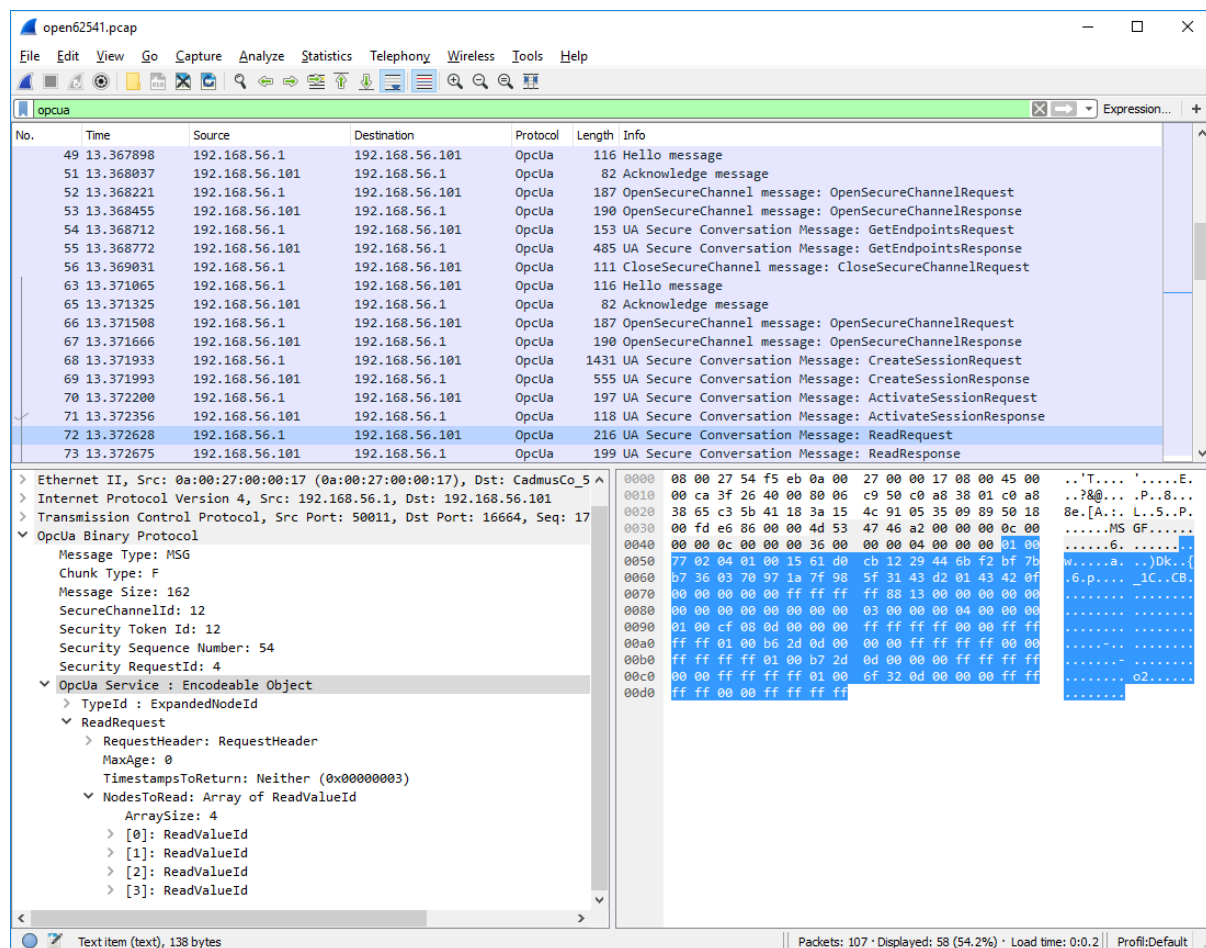 open62541.pcap
File Edit View Go Capture Analyze Statistics Telephony Wireless Tools Help
opcua Expression... +
No. Time Source Destination Protocol Length Info
49 13.367898 192.168.56.1 192.168.56.101 OpcUa 116 Hello message
51 13.368037 192.168.56.101 192.168.56.1 OpcUa 82 Acknowledge message
52 13.368221 192.168.56.1 192.168.56.101 OpcUa 187 OpenSecureChannel message: OpenSecureChannelRequest
53 13.368455 192.168.56.101 192.168.56.1 OpcUa 190 OpenSecureChannel message: OpenSecureChannelResponse
54 13.368712 192.168.56.1 192.168.56.101 OpcUa 153 UA Secure Conversation Message: GetEndpointsRequest
55 13.368772 192.168.56.101 192.168.56.1 OpcUa 485 UA Secure Conversation Message: GetEndpointsResponse
56 13.369031 192.168.56.1 192.168.56.101 OpcUa 111 CloseSecureChannel message: CloseSecureChannelRequest
63 13.371065 192.168.56.1 192.168.56.101 OpcUa 116 Hello message
65 13.371325 192.168.56.101 192.168.56.1 OpcUa 82 Acknowledge message
66 13.371508 192.168.56.1 192.168.56.101 OpcUa 187 OpenSecureChannel message: OpenSecureChannelRequest
67 13.371666 192.168.56.101 192.168.56.1 OpcUa 190 OpenSecureChannel message: OpenSecureChannelResponse
68 13.371933 192.168.56.1 192.168.56.101 OpcUa 1431 UA Secure Conversation Message: CreateSessionRequest
69 13.371993 192.168.56.101 192.168.56.1 OpcUa 555 UA Secure Conversation Message: CreateSessionResponse
70 13.372200 192.168.56.1 192.168.56.101 OpcUa 197 UA Secure Conversation Message: ActivateSessionRequest
71 13.372356 192.168.56.101 192.168.56.1 OpcUa 118 UA Secure Conversation Message: ActivateSessionResponse
72 13.372628 192.168.56.1 192.168.56.101 OpcUa 216 UA Secure Conversation Message: ReadRequest
73 13.372675 192.168.56.101 192.168.56.1 OpcUa 199 UA Secure Conversation Message: ReadResponse
Ethernet II, Src: 0a:00:27:00:00:17 (0a:00:27:00:00:17), Dst: CadmusCo_5
Internet Protocol Version 4, Src: 192.168.56.1, Dst: 192.168.56.101
Transmission Control Protocol, Src Port: 50011, Dst Port: 16664, Seq: 17
OpcUa Binary Protocol
Message Type: MSG
Chunk Type: F
Message Size: 162
SecureChannelId: 12
Security Token Id: 12
Security Sequence Number: 54
Security RequestId: 4
OpcUa Service : Encodeable Object
TypeId : ExpandedNodeId
ReadRequest
RequestHeader: RequestHeader
MaxAge: 0
TimestampsToReturn: Neither (0x00000003)
NodesToRead: Array of ReadValueId
ArraySize: 4
[0]: ReadValueId
[1]: ReadValueId
[2]: ReadValueId
[3]: ReadValueId
0000 08 00 27 54 f5 eb 0a 00 27 00 00 17 08 00 45 00 ..'T.... '.....E.
0010 00 ca 3f 26 40 00 80 06 c9 50 c0 a8 38 01 c0 a8 ..?&@... .P..8...
0020 38 65 c3 5b 41 18 3a 15 4c 91 05 35 09 89 50 18 8e.[A.:. L..5..P.
0030 00 fd e6 86 00 00 4d 53 47 46 a2 00 00 00 0c 00 ......MS GF......
0040 00 00 0c 00 00 00 36 00 00 00 04 00 00 00 01 00 ......6. ........
0050 77 02 04 01 00 15 61 d0 cb 12 29 44 6b f2 bf 7b w.....a. ..)Dk..{
0060 b7 36 03 70 97 1a 7f 98 5f 31 43 d2 01 43 42 0f .6.p.... _1C..CB.
0070 00 00 00 00 ff ff ff ff 88 13 00 00 00 00 00 ........ ........
0080 00 00 00 00 00 00 00 00 03 00 00 00 04 00 00 00 ........ ........
0090 01 00 cf 08 0d 00 00 00 ff ff ff ff 00 00 ff ff ........ ........
00a0 ff ff 01 00 b6 2d 0d 00 00 00 ff ff ff ff 00 00 .....-.. ........
00b0 ff ff ff ff 01 00 b7 2d 0d 00 00 00 ff ff ff ff .......- ........
00c0 00 00 ff ff ff ff 01 00 6f 32 0d 00 00 00 ff ff ........ o2......
00d0 ff ff 00 00 ff ff ff ff ........
Text item (text), 138 bytes Packets: 107 · Displayed: 58 (54.2%) · Load time: 0:0.2 Profil:Default